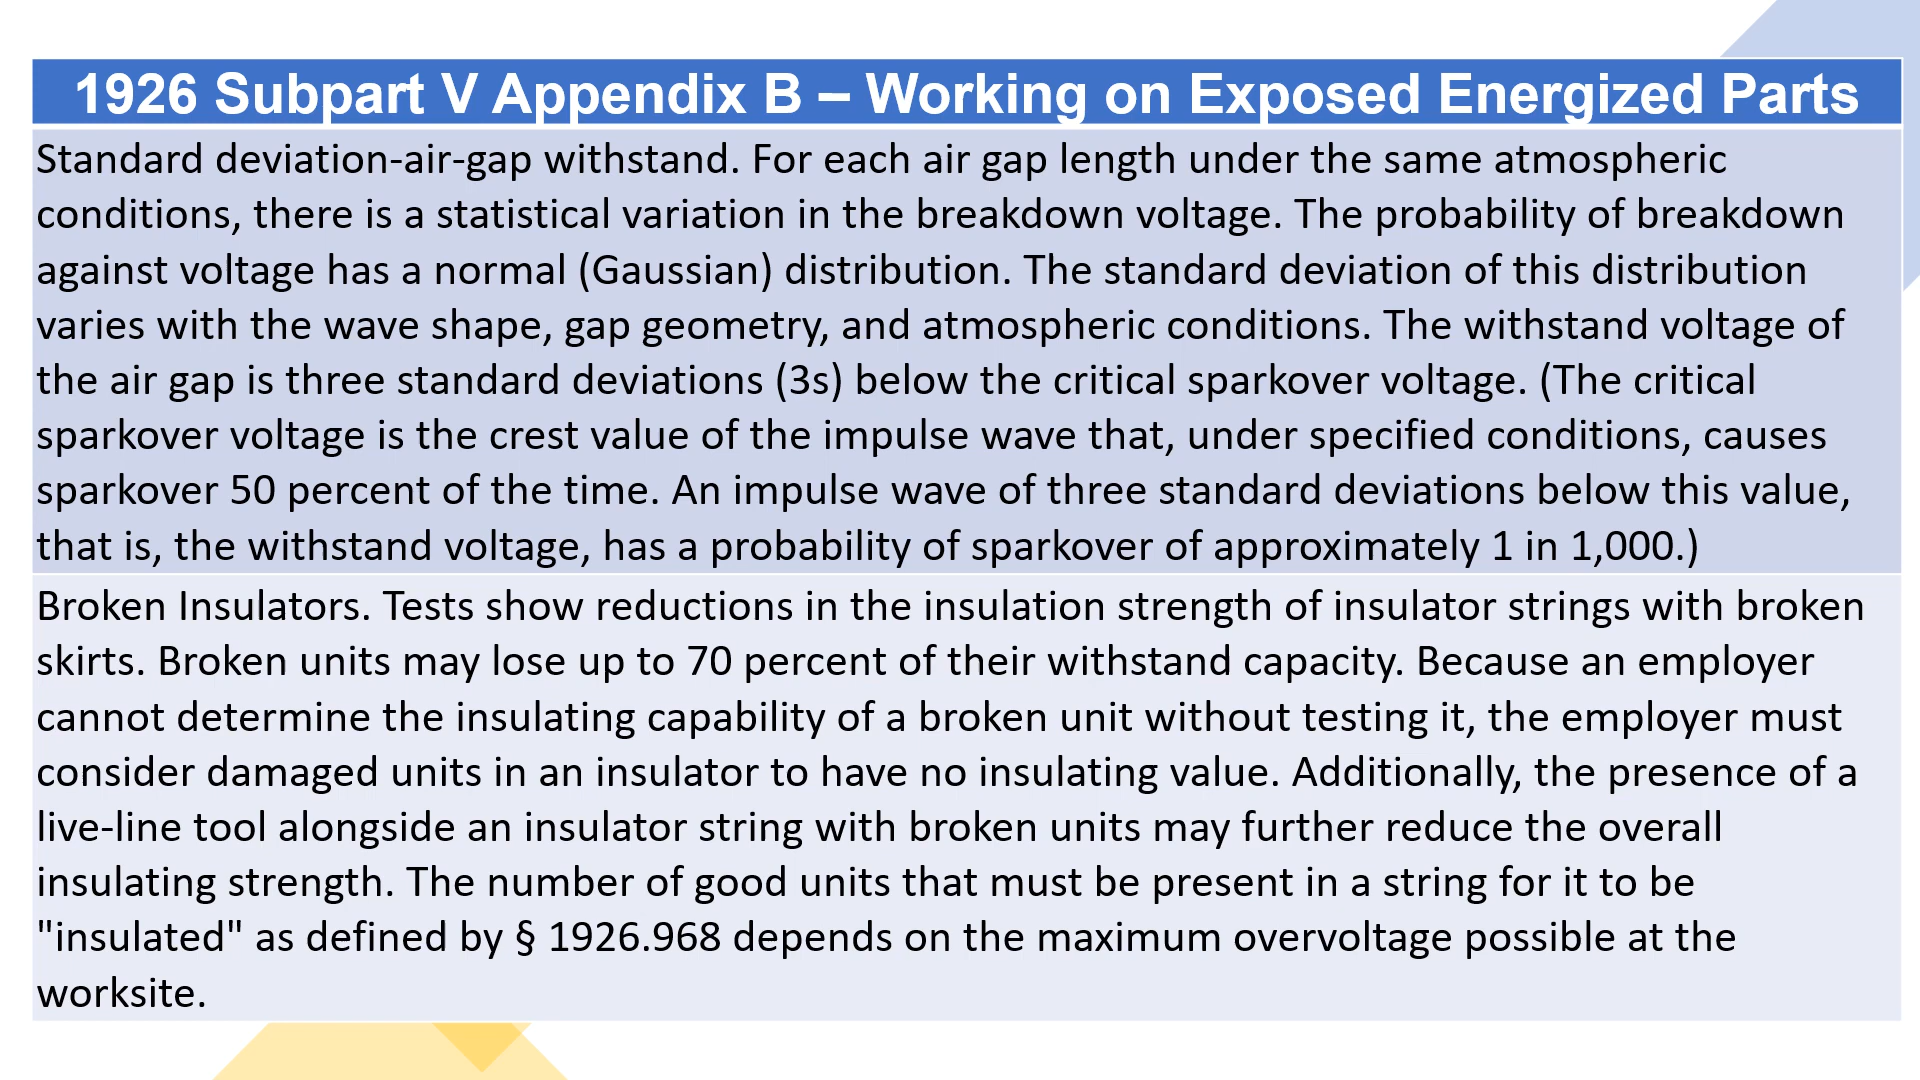 1926 Subpart V Appendix B – Working on Exposed Energized Parts
Standard deviation-air-gap withstand. For each air gap length under the same atmospheric
conditions, there is a statistical variation in the breakdown voltage. The probability of breakdown
against voltage has a normal (Gaussian) distribution. The standard deviation of this distribution
varies with the wave shape, gap geometry, and atmospheric conditions. The withstand voltage of
the air gap is three standard deviations (3s) below the critical sparkover voltage. (The critical
sparkover voltage is the crest value of the impulse wave that, under specified conditions, causes
sparkover 50 percent of the time. An impulse wave of three standard deviations below this value,
that is, the withstand voltage, has a probability of sparkover of approximately 1 in 1,000.)
Broken Insulators. Tests show reductions in the insulation strength of insulator strings with broken
skirts. Broken units may lose up to 70 percent of their withstand capacity. Because an employer
cannot determine the insulating capability of a broken unit without testing it, the employer must
consider damaged units in an insulator to have no insulating value. Additionally, the presence of a
live-line tool alongside an insulator string with broken units may further reduce the overall
insulating strength. The number of good units that must be present in a string for it to be
"insulated" as defined by § 1926.968 depends on the maximum overvoltage possible at the
worksite.